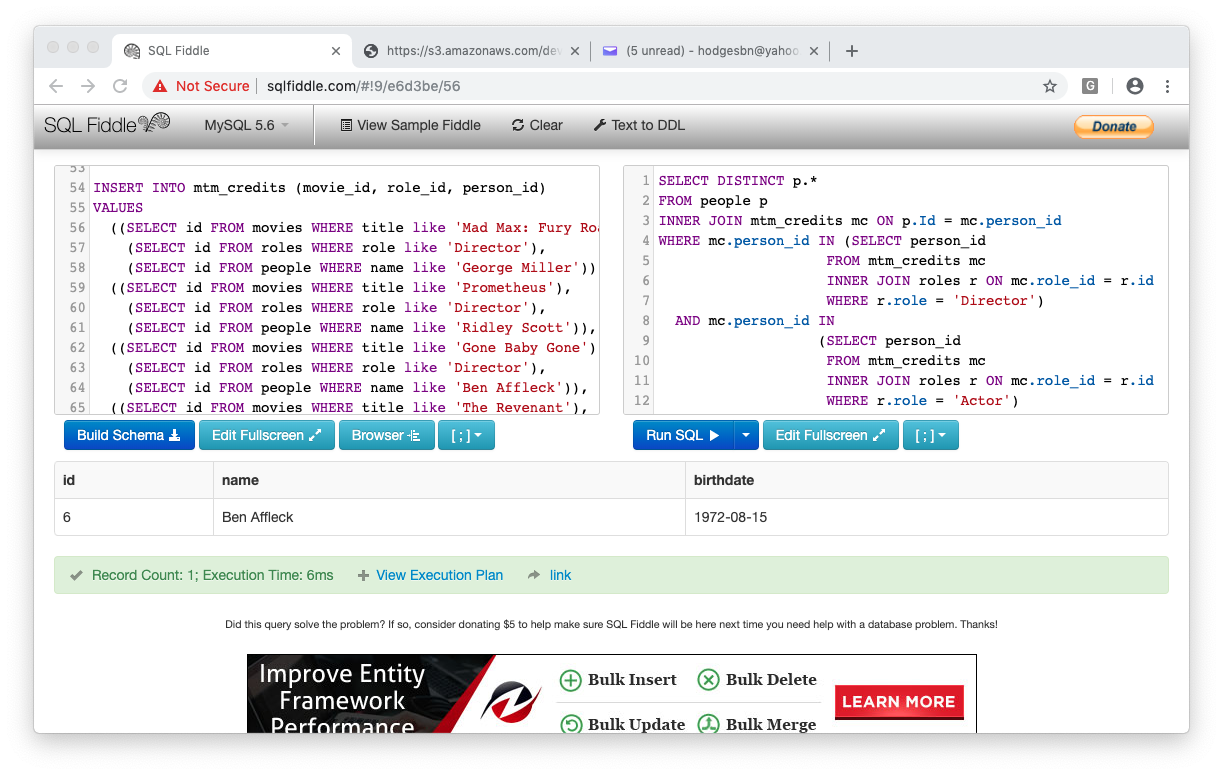 SQL Fiddle
https://s3.amazonaws.com/dev
(5 unread) - hodgesbn@yahoo
Not Secure
sqlfiddle.com/#!9/e6d3be/56
G
SQL Fiddle
MySQL 5.6
View Sample Fiddle
Clear
Text to DDL
Donate
53
54 INSERT INTO mtm_credits (movie_id, role_id, person_id)
55 VALUES
56 ((SELECT id FROM movies WHERE title like 'Mad Max: Fury Roa
57 (SELECT id FROM roles WHERE role like 'Director'),
58 (SELECT id FROM people WHERE name like 'George Miller'))
59 ((SELECT id FROM movies WHERE title like 'Prometheus'),
60 (SELECT id FROM roles WHERE role like 'Director'),
61 (SELECT id FROM people WHERE name like 'Ridley Scott')),
62 ((SELECT id FROM movies WHERE title like 'Gone Baby Gone')
63 (SELECT id FROM roles WHERE role like 'Director'),
64 (SELECT id FROM people WHERE name like 'Ben Affleck')),
65 ((SELECT id FROM movies WHERE title like 'The Revenant'),
1 SELECT DISTINCT p.*
2 FROM people p
3 INNER JOIN mtm_credits mc ON p.Id = mc.person_id
4 WHERE mc.person_id IN (SELECT person_id
5 FROM mtm_credits mc
6 INNER JOIN roles r ON mc.role_id = r.id
7 WHERE r.role = 'Director')
8 AND mc.person_id IN
9 (SELECT person_id
10 FROM mtm_credits mc
11 INNER JOIN roles r ON mc.role_id = r.id
12 WHERE r.role = 'Actor')
Build Schema
Edit Fullscreen
Browser
[ ; ]
Run SQL
Edit Fullscreen
[ ; ]
id name birthdate
6 Ben Affleck 1972-08-15
Record Count: 1; Execution Time: 6ms
View Execution Plan
link
Did this query solve the problem? If so, consider donating $5 to help make sure SQL Fiddle will be here next time you need help with a database problem. Thanks!
Improve Entity
Framework
Performance
Bulk Insert
Bulk Delete
Bulk Update
Bulk Merge
LEARN MORE